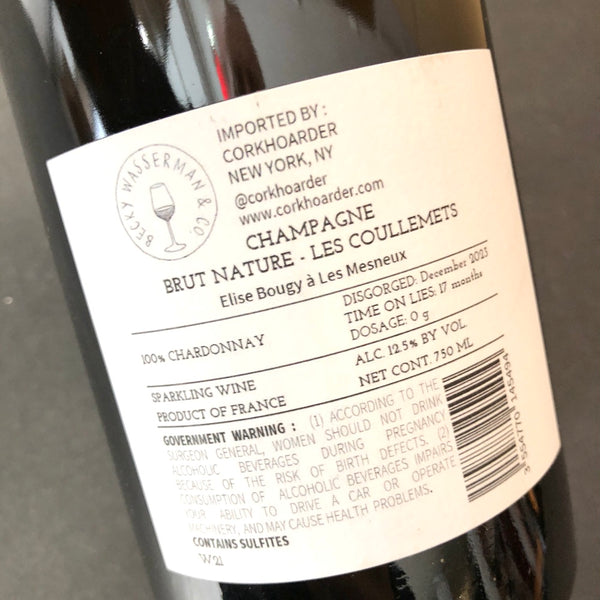 BECKY WASSERMAN & CO.
IMPORTED BY :
CORKHOARDER
NEW YORK, NY
@corkhoarder
www.corkhoarder.com
CHAMPAGNE
BRUT NATURE - LES COULLEMETS
Elise Bougy à Les Mesneux
100% CHARDONNAY
DISGORGED: December 2023
TIME ON LIES: 17 months
DOSAGE: 0 g
SPARKLING WINE
PRODUCT OF FRANCE
ALC. 12.5% BY VOL.
NET CONT. 750 ML
GOVERNMENT WARNING : (1) ACCORDING TO THE
SURGEON GENERAL, WOMEN SHOULD NOT DRINK
ALCOHOLIC BEVERAGES DURING PREGNANCY
BECAUSE OF THE RISK OF BIRTH DEFECTS. (2)
CONSUMPTION OF ALCOHOLIC BEVERAGES IMPAIRS
YOUR ABILITY TO DRIVE A CAR OR OPERATE
MACHINERY, AND MAY CAUSE HEALTH PROBLEMS.
CONTAINS SULFITES
W21
3 554770 145494